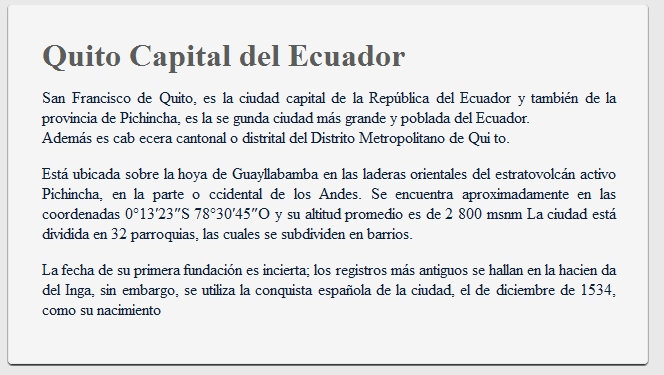 Quito Capital del Ecuador
San Francisco de Quito, es la ciudad capital de la República del Ecuador y también de la
provincia de Pichincha, es la se gunda ciudad más grande y poblada del Ecuador.
Además es cab ecera cantonal o distrital del Distrito Metropolitano de Qui to.
Está ubicada sobre la hoya de Guayllabamba en las laderas orientales del estratovolcán activo
Pichincha, en la parte o ccidental de los Andes. Se encuentra aproximadamente en las
coordenadas 0°13′23″S 78°30′45″O y su altitud promedio es de 2 800 msnm La ciudad está
dividida en 32 parroquias, las cuales se subdividen en barrios.
La fecha de su primera fundación es incierta; los registros más antiguos se hallan en la hacien da
del Inga, sin embargo, se utiliza la conquista española de la ciudad, el de diciembre de 1534,
como su nacimiento